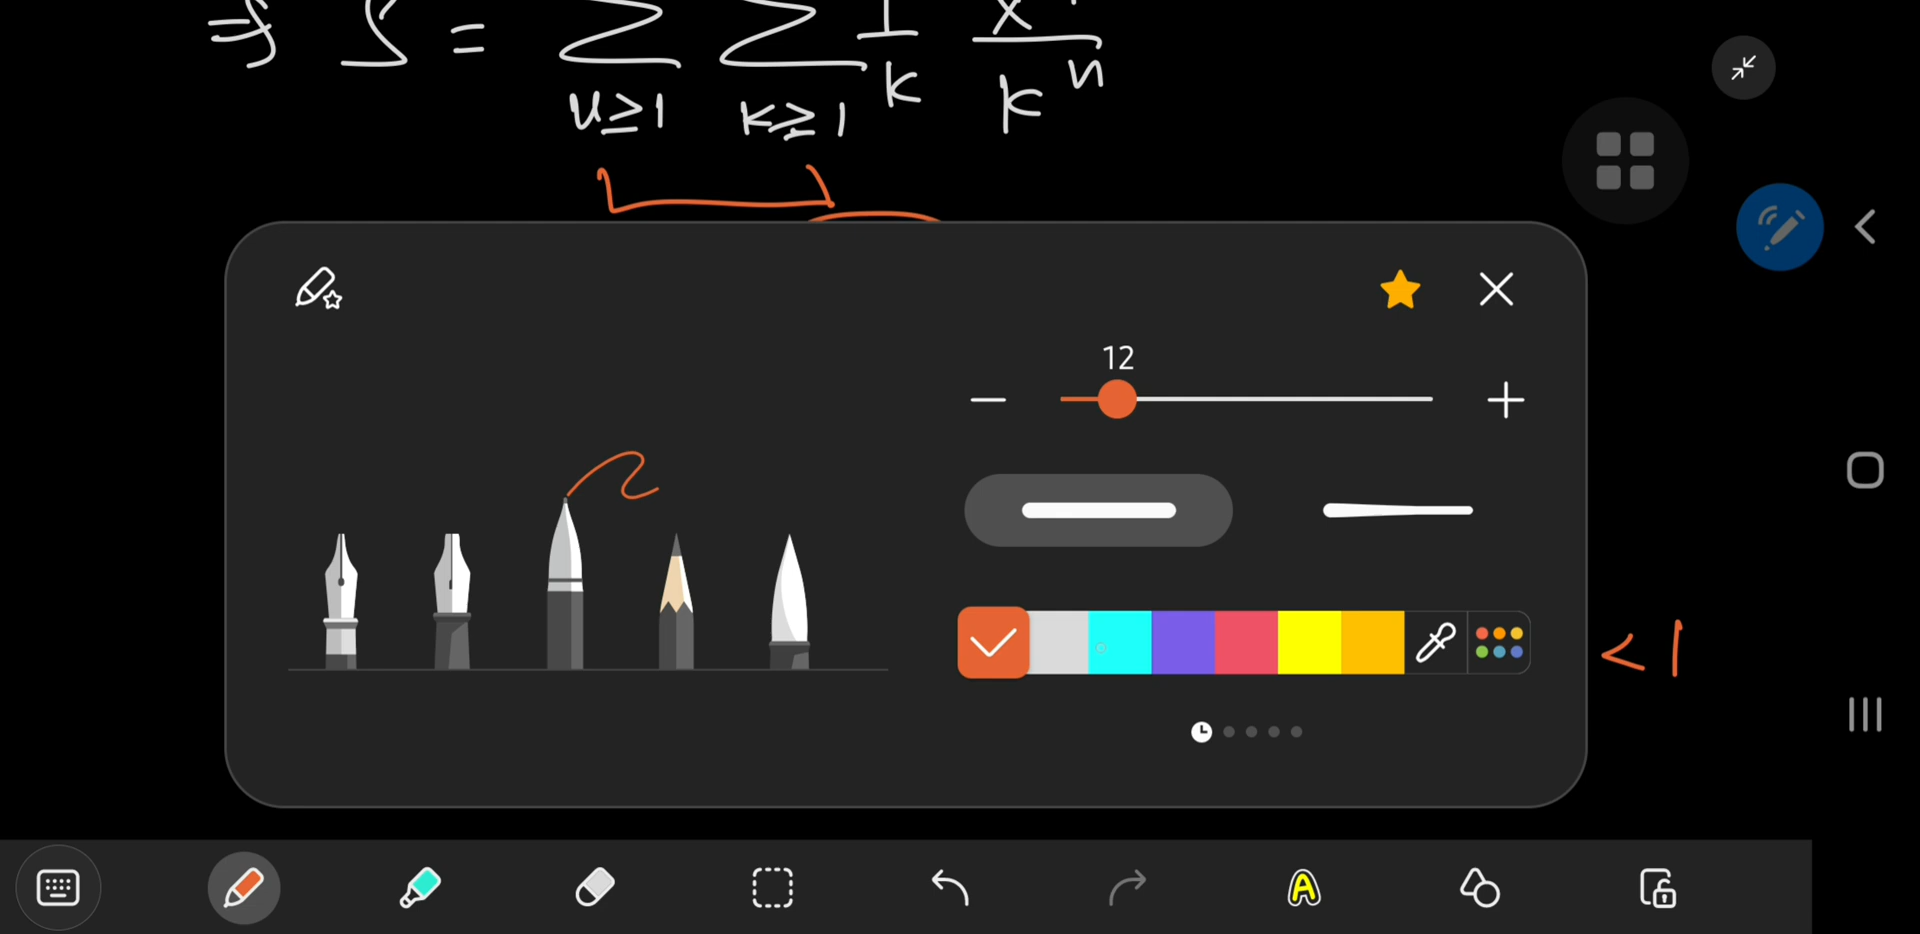 ⇒ S = ∑ ∑ 1/k x^n/k^n
n≥1 k≥1
12
< 1
A